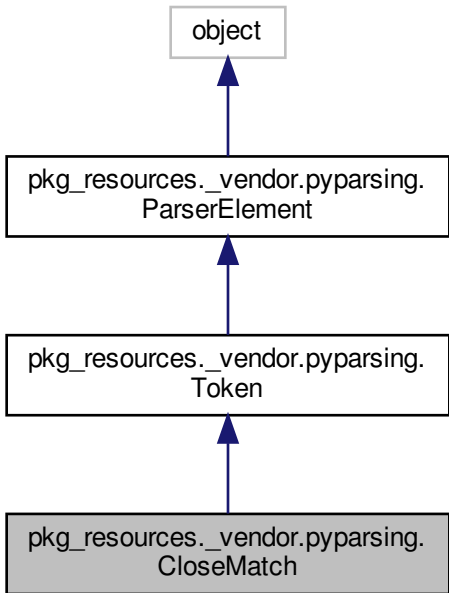 object
pkg_resources._vendor.pyparsing.
ParserElement
pkg_resources._vendor.pyparsing.
Token
pkg_resources._vendor.pyparsing.
CloseMatch